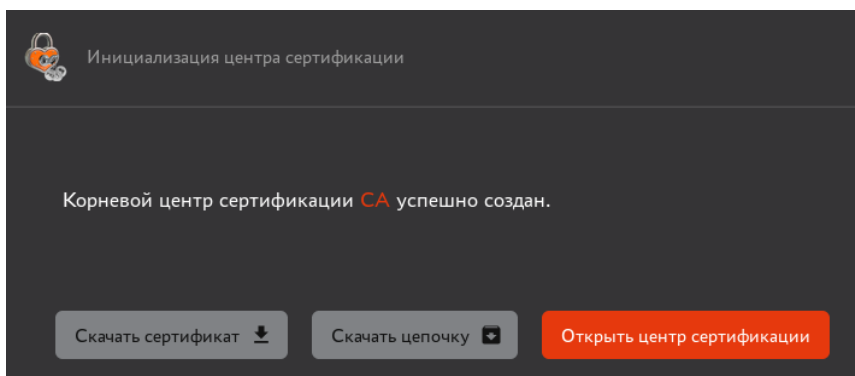 Инициализация центра сертификации
Корневой центр сертификации CA успешно создан.
Скачать сертификат
Скачать цепочку
Открыть центр сертификации